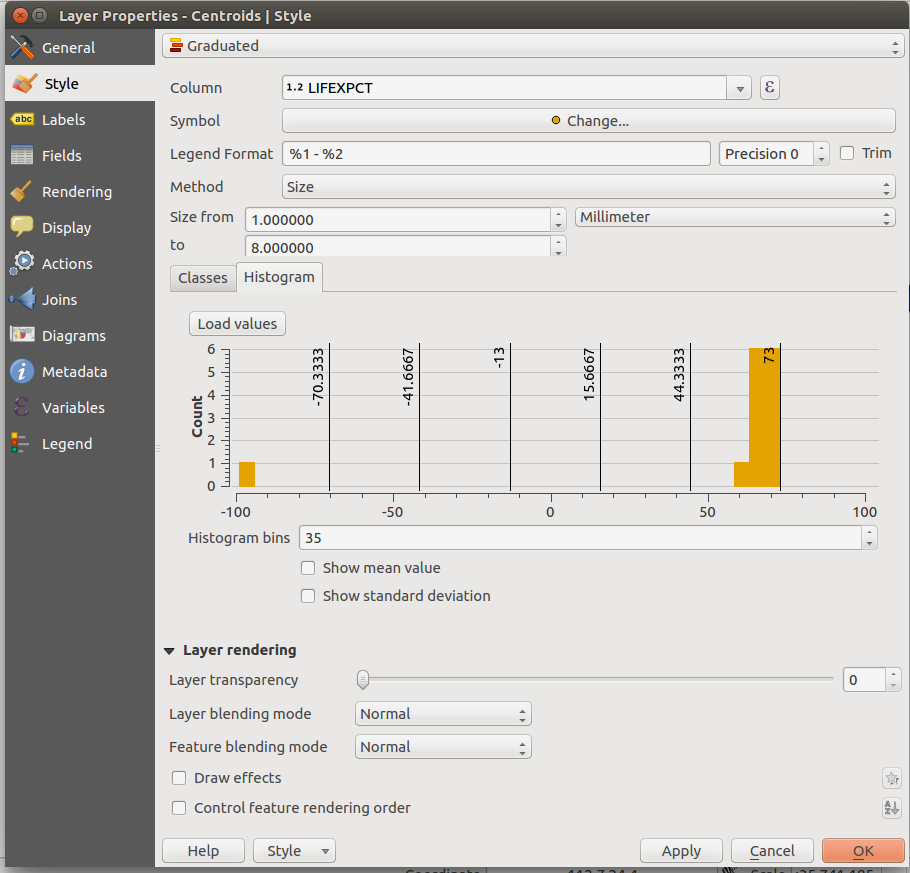 Layer Properties - Centroids | Style
General
Style
Labels
Fields
Rendering
Display
Actions
Joins
Diagrams
Metadata
Variables
Legend
abc
Graduated
Column 1.2 LIFEXPCT ε
Symbol Change...
Legend Format %1 - %2 Precision 0 Trim
Method Size
Size from 1.000000 Millimeter
to 8.000000
Classes Histogram
Load values
Count
6
5
4
3
2
1
0
-70.3333
-41.6667
-13
15.6667
44.3333
73
-100 -50 0 50 100
Histogram bins 35
Show mean value
Show standard deviation
Layer rendering
Layer transparency 0
Layer blending mode Normal
Feature blending mode Normal
Draw effects
Control feature rendering order
Help Style Apply Cancel OK